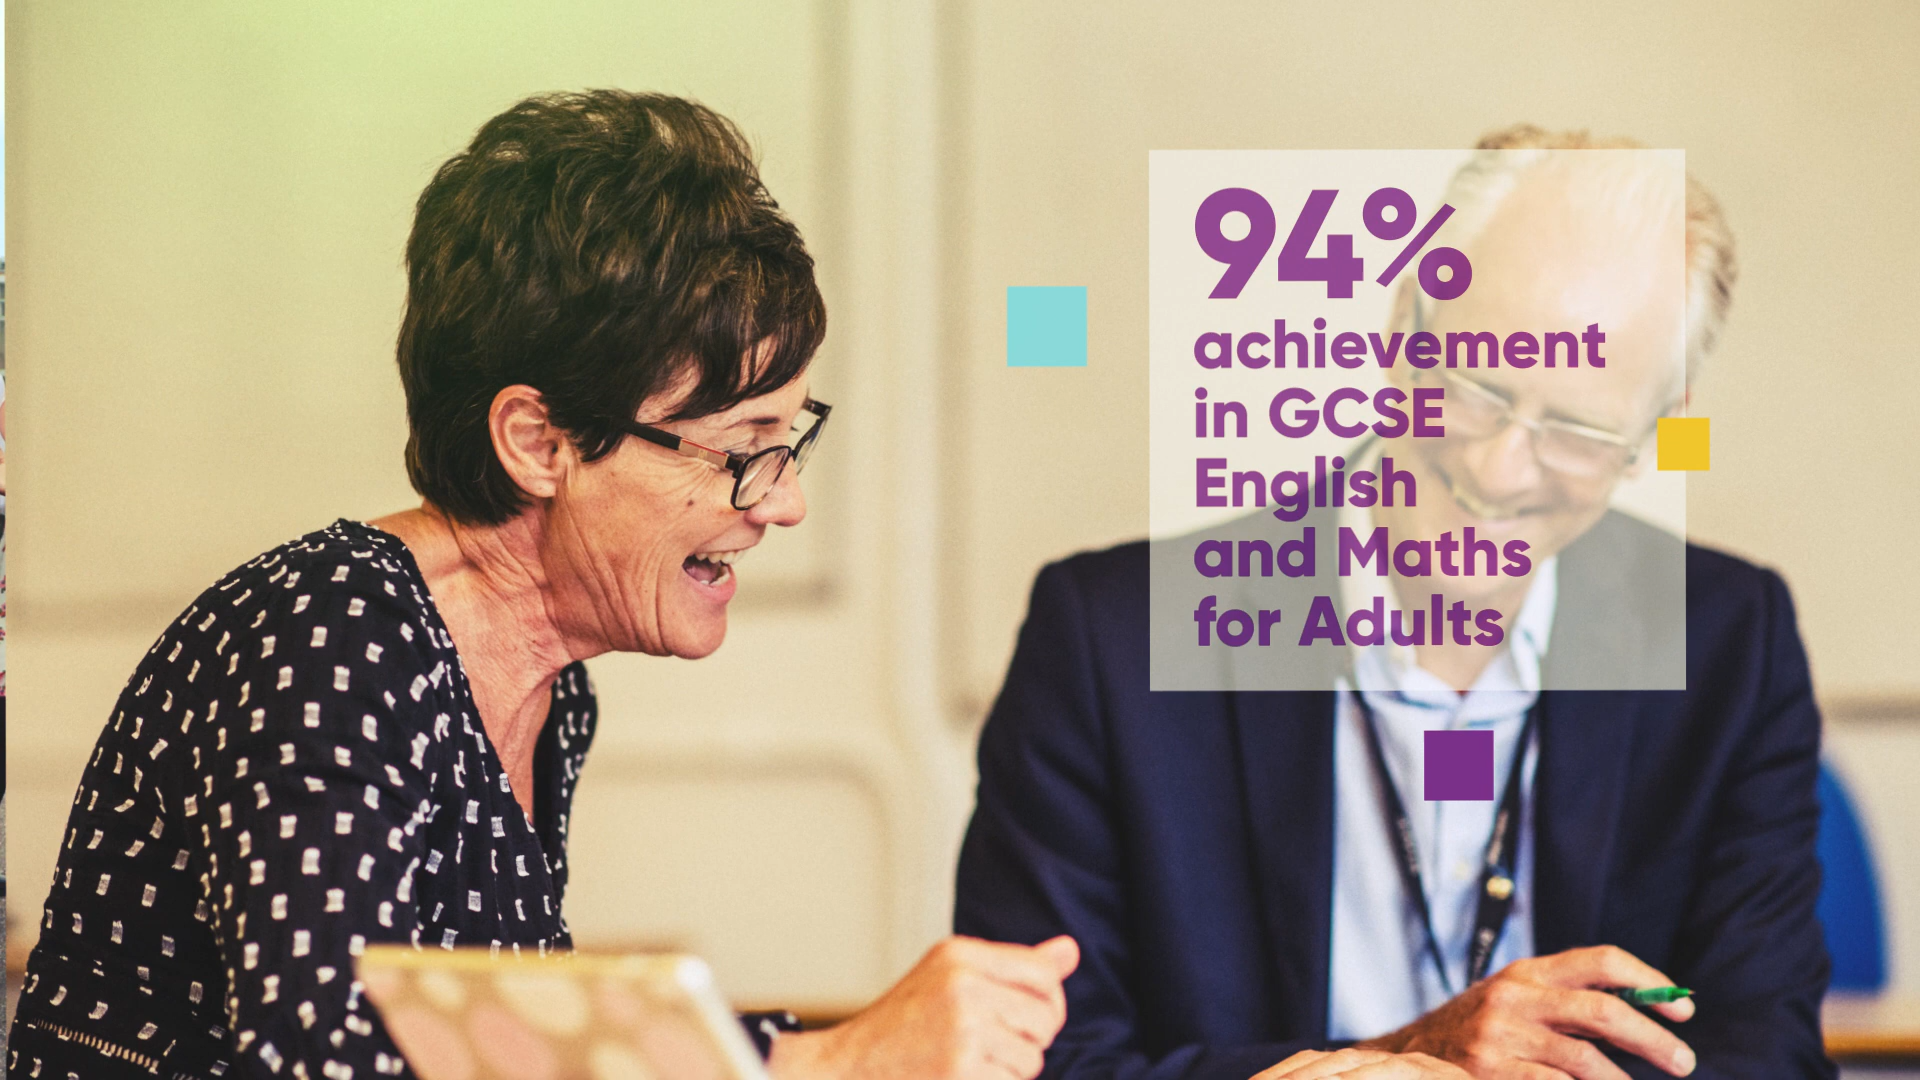 94%
achievement
in GCSE
English
and Maths
for Adults